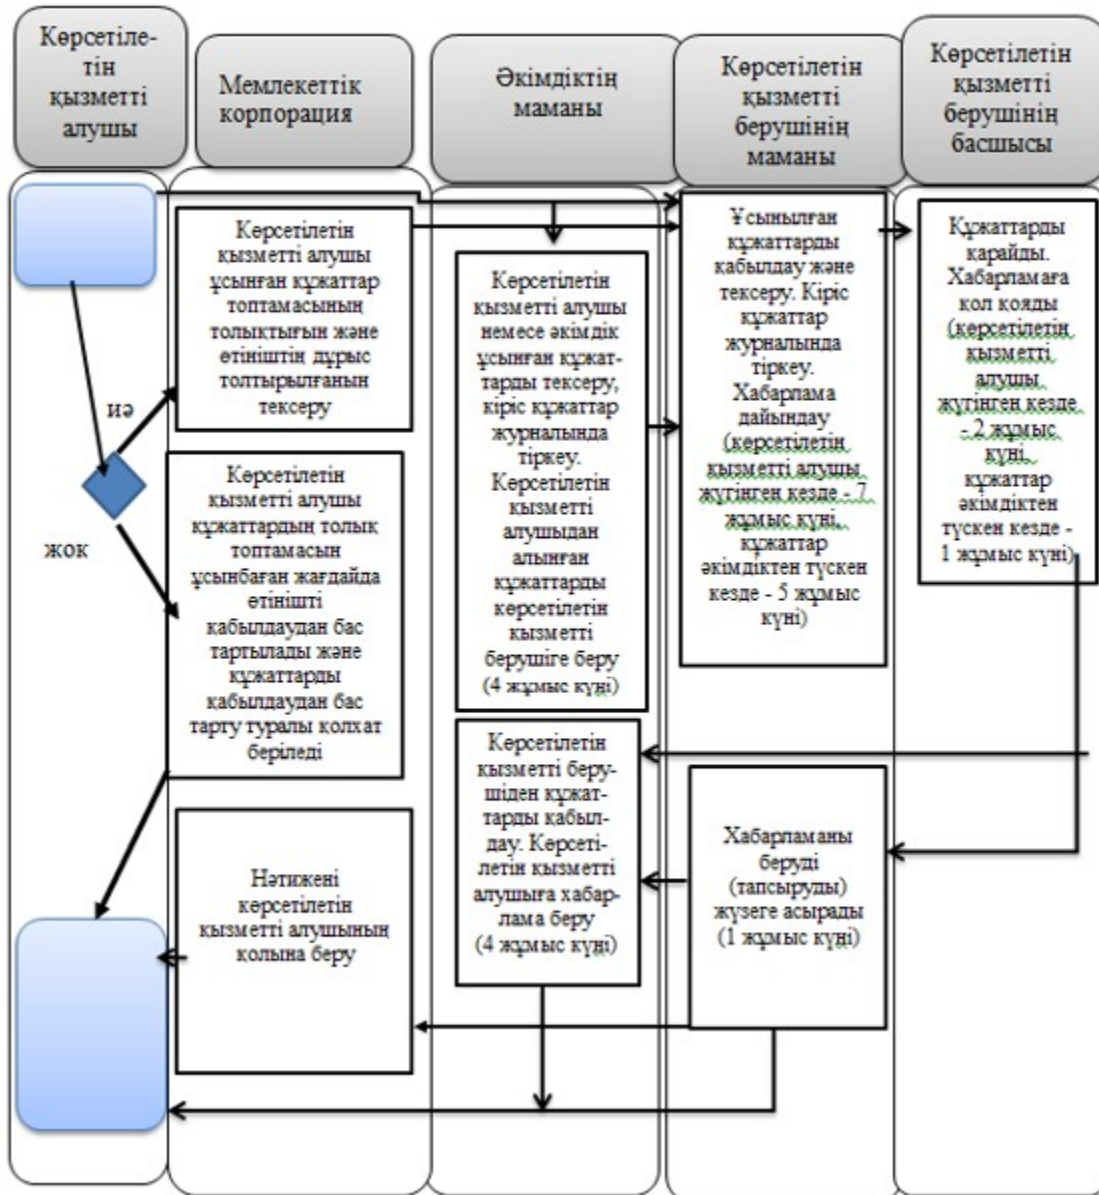 Көрсетіле-
тін
қызметті
алушы
Мемлекеттік
корпорация
Әкімдіктің
маманы
Көрсетілетін
қызметті
берушінің
маманы
Көрсетілетін
қызметті
берушінің
басшысы
Көрсетілетін
қызметті алушы
ұсынған құжаттар
топтамасының
толықтығын және
өтініштін дұрыс
толтырылғанын
тексеру
иә
жок
Көрсетілетін
қызметті алушы
құжаттардың толық
топтамасын
ұсынбаған жағдайда
өтінішті
қабылдаудан бас
тартылады және
құжаттарды
қабылдаудан бас
тарту туралы қолхат
беріледі
Нәтижені
көрсетілетін
қызметті алушының
қолына беру
Көрсетілетін
қызметті алушы
немесе әкімдік
ұсынған құжат-
тарды тексеру,
кіріс құжаттар
журналында
тіркеу.
Көрсетілетін
қызметті
алушыдан
алынған
құжаттарды
көрсетілетін
қызметті
берушіге беру
(4 жұмыс күні)
Көрсетілетін
қызметті беру-
шіден құжат-
тарды қабыл-
дау. Көрсеті-
летін қызметті
алушыға хабар-
лама беру
(4 жұмыс күні)
Ұсынылған
құжаттарды
қабылдау және
тексеру. Кіріс
құжаттар
журналында
тіркеу.
Хабарлама
дайындау
(көрсетілетін
қызметті алушы
жүгінген кезде - 7
жұмыс күні,
құжаттар
әкімдіктен түскен
кезде - 5 жұмыс
күні)
Хабарламаны
беруді
(тапсыруды)
жүзеге асырады
(1 жұмыс күні)
Құжаттарды
қарайды.
Хабарламаға
қол қояды
(көрсетілетін
қызметті
алушы
жүгінген кезде
- 2 жұмыс
күні,
құжаттар
әкімдіктен
түскен кезде -
1 жұмыс күні)